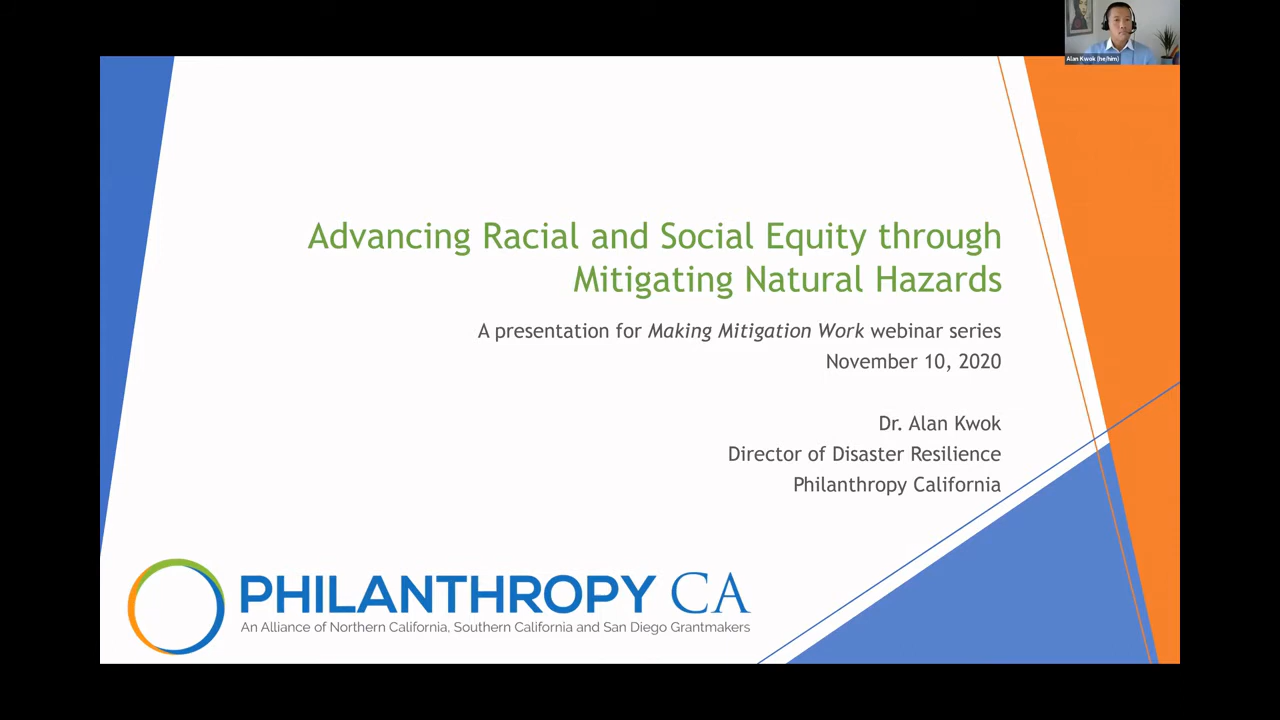 Alan Kwok (he/him)
Advancing Racial and Social Equity through
Mitigating Natural Hazards
A presentation for Making Mitigation Work webinar series
November 10, 2020
Dr. Alan Kwok
Director of Disaster Resilience
Philanthropy California
PHILANTHROPY CA
An Alliance of Northern California, Southern California and San Diego Grantmakers